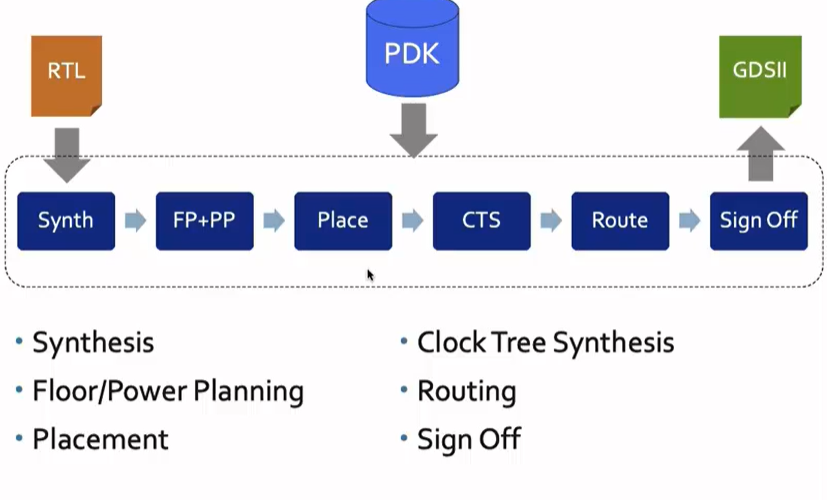 RTL
PDK
GDSII
Synth
FP+PP
Place
CTS
Route
Sign Off
• Synthesis
• Floor/Power Planning
• Placement
• Clock Tree Synthesis
• Routing
• Sign Off